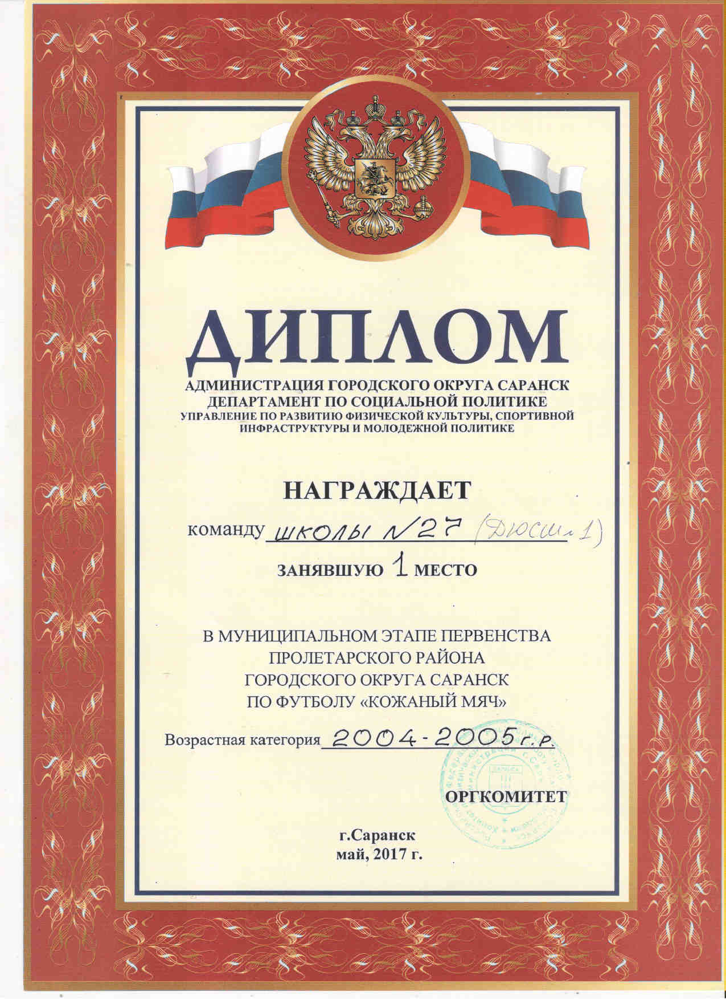 ДИПЛОМ
АДМИНИСТРАЦИЯ ГОРОДСКОГО ОКРУГА САРАНСК
ДЕПАРТАМЕНТ ПО СОЦИАЛЬНОЙ ПОЛИТИКЕ
УПРАВЛЕНИЕ ПО РАЗВИТИЮ ФИЗИЧЕСКОЙ КУЛЬТУРЫ, СПОРТИВНОЙ
ИНФРАСТРУКТУРЫ И МОЛОДЕЖНОЙ ПОЛИТИКЕ
НАГРАЖДАЕТ
команду школы №27 (ДЮСШ 1)
ЗАНЯВШУЮ 1 МЕСТО
В МУНИЦИПАЛЬНОМ ЭТАПЕ ПЕРВЕНСТВА
ПРОЛЕТАРСКОГО РАЙОНА
ГОРОДСКОГО ОКРУГА САРАНСК
ПО ФУТБОЛУ «КОЖАНЫЙ МЯЧ»
Возрастная категория 2004-2005 г.р.
ОРГКОМИТЕТ
г.Саранск
май, 2017 г.